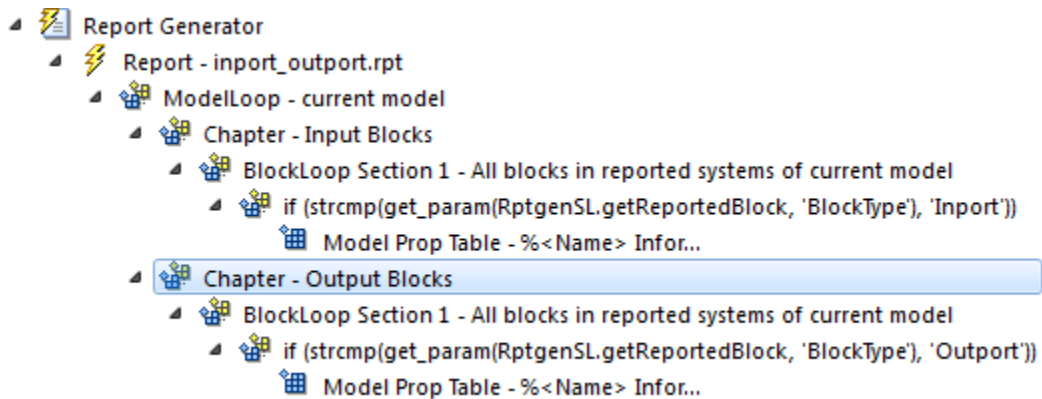 Report Generator
Report - inport_outport.rpt
ModelLoop - current model
Chapter - Input Blocks
BlockLoop Section 1 - All blocks in reported systems of current model
if (strcmp(get_param(RptgenSL.getReportedBlock, 'BlockType'), 'Inport'))
Model Prop Table - %<Name> Infor...
Chapter - Output Blocks
BlockLoop Section 1 - All blocks in reported systems of current model
if (strcmp(get_param(RptgenSL.getReportedBlock, 'BlockType'), 'Outport'))
Model Prop Table - %<Name> Infor...